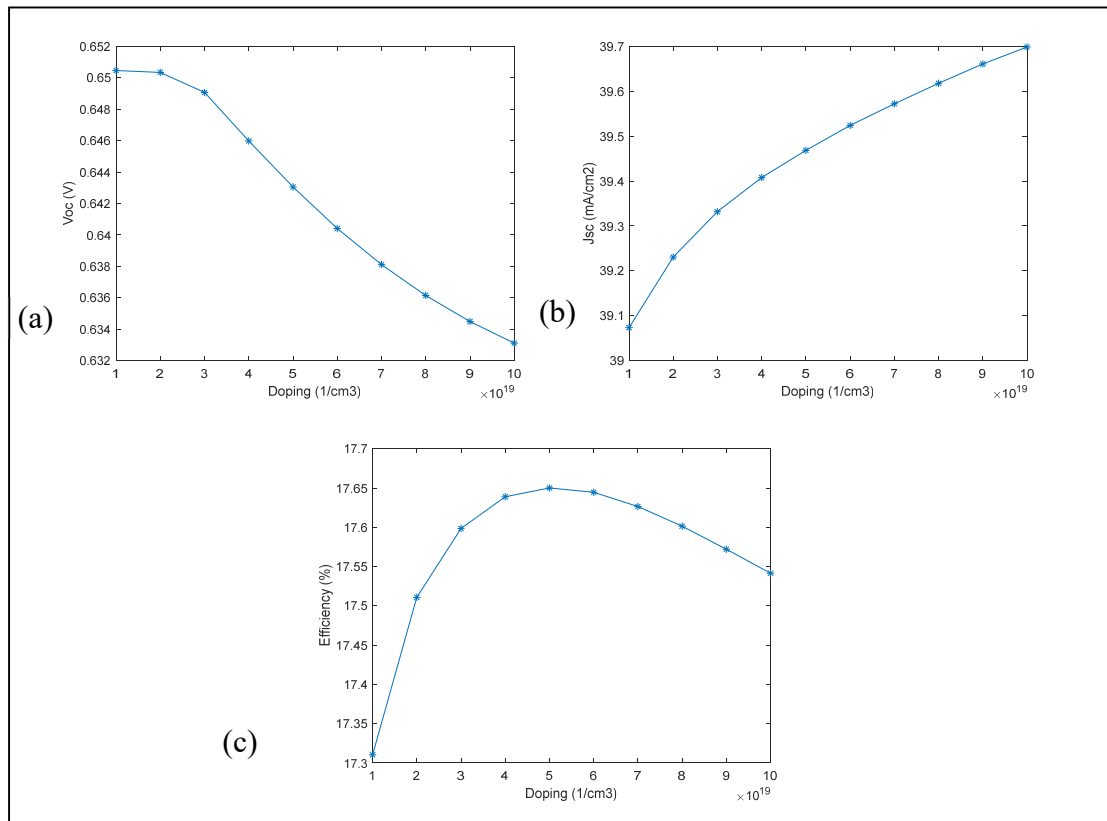 (a)
Voc (V)
0.652
0.65
0.648
0.646
0.644
0.642
0.64
0.638
0.636
0.634
0.632
1 2 3 4 5 6 7 8 9 10
Doping (1/cm3)
×10^19
(b)
Jsc (mA/cm2)
39.7
39.6
39.5
39.4
39.3
39.2
39.1
39
1 2 3 4 5 6 7 8 9 10
Doping (1/cm3)
×10^19
(c)
Efficiency (%)
17.7
17.65
17.6
17.55
17.5
17.45
17.4
17.35
17.3
1 2 3 4 5 6 7 8 9 10
Doping (1/cm3)
×10^19